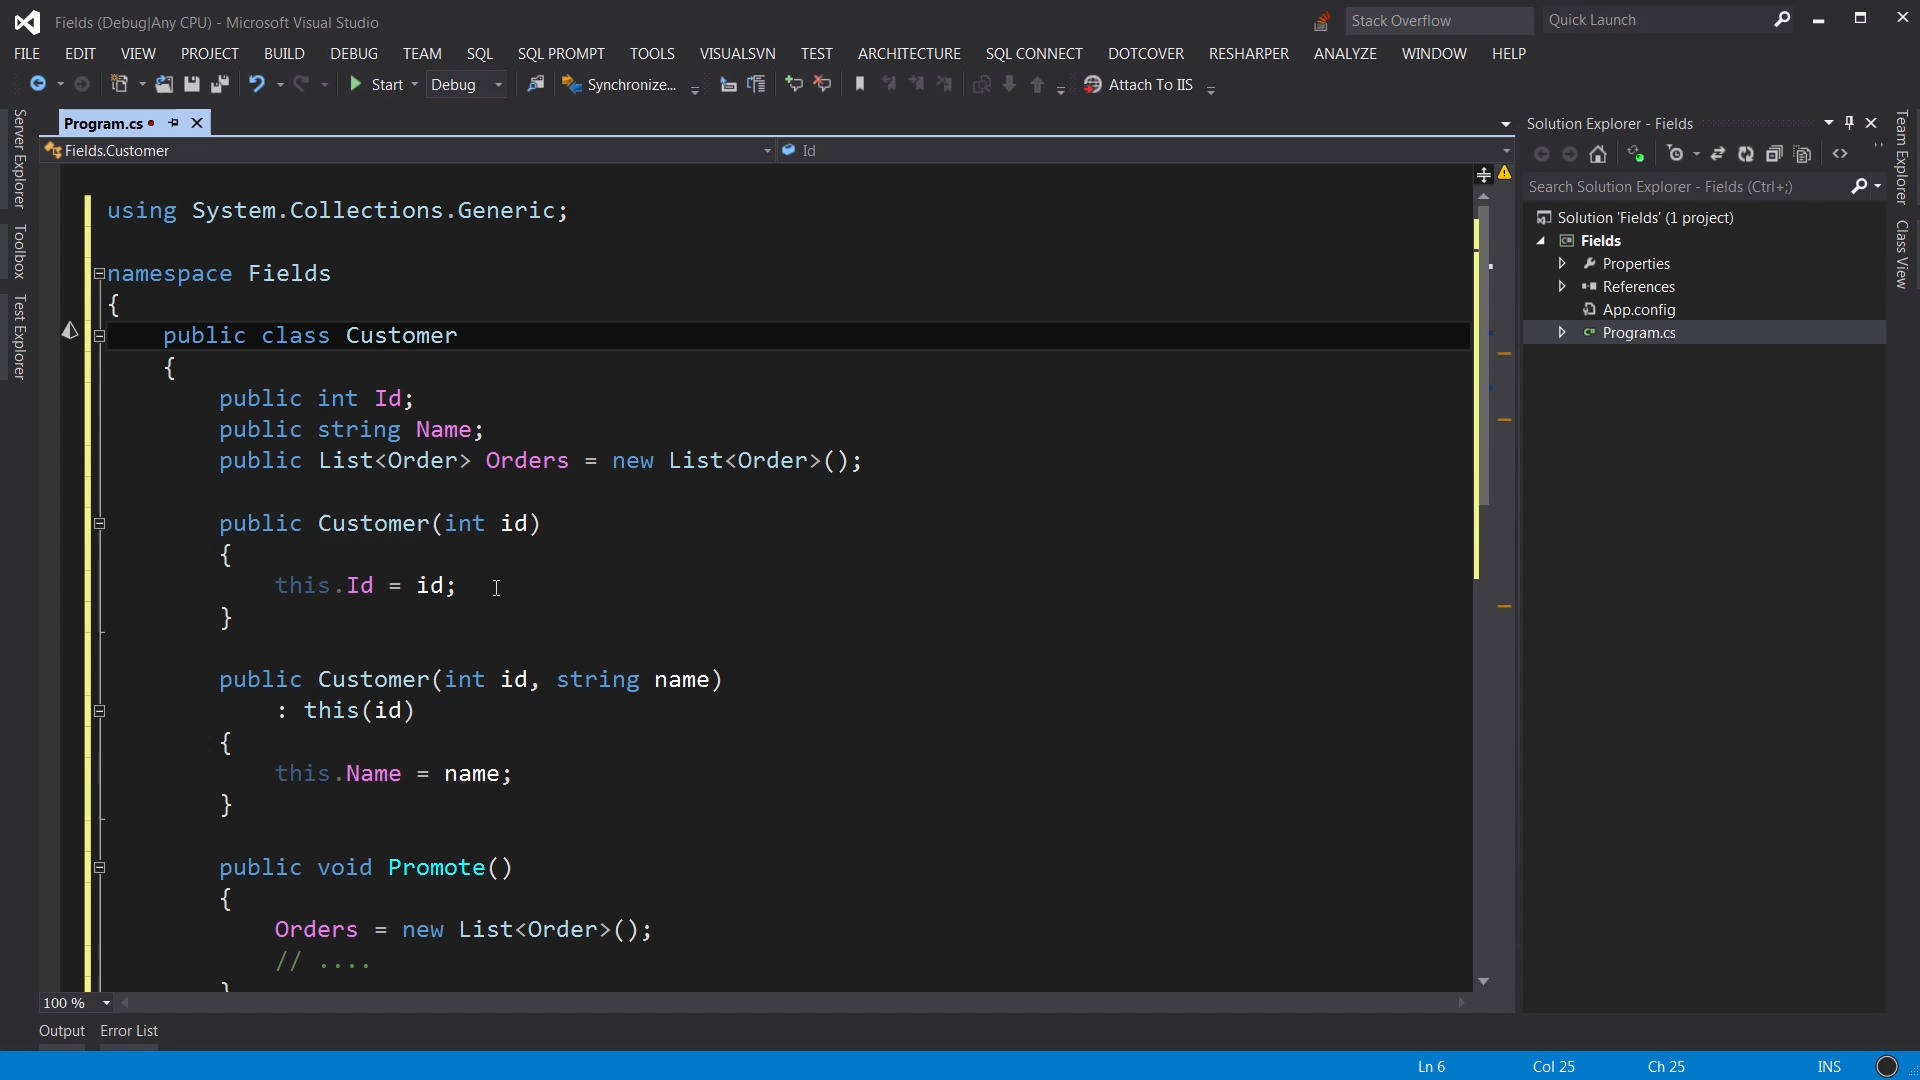 Fields (Debug|Any CPU) - Microsoft Visual Studio
Stack Overflow
Quick Launch
FILE EDIT VIEW PROJECT BUILD DEBUG TEAM SQL SQL PROMPT TOOLS VISUALSVN TEST ARCHITECTURE SQL CONNECT DOTCOVER RESHARPER ANALYZE WINDOW HELP
Start Debug Synchronize... Attach To IIS
Server Explorer
Toolbox
Test Explorer
Program.cs
Fields.Customer
Id
using System.Collections.Generic;
namespace Fields
{
public class Customer
{
public int Id;
public string Name;
public List<Order> Orders = new List<Order>();
public Customer(int id)
{
this.Id = id;
}
public Customer(int id, string name)
: this(id)
{
this.Name = name;
}
public void Promote()
{
Orders = new List<Order>();
// ....
}
100 %
Output Error List
Solution Explorer - Fields
Search Solution Explorer - Fields (Ctrl+;)
Solution 'Fields' (1 project)
Fields
Properties
References
App.config
Program.cs
Team Explorer
Class View
Ln 6 Col 25 Ch 25 INS